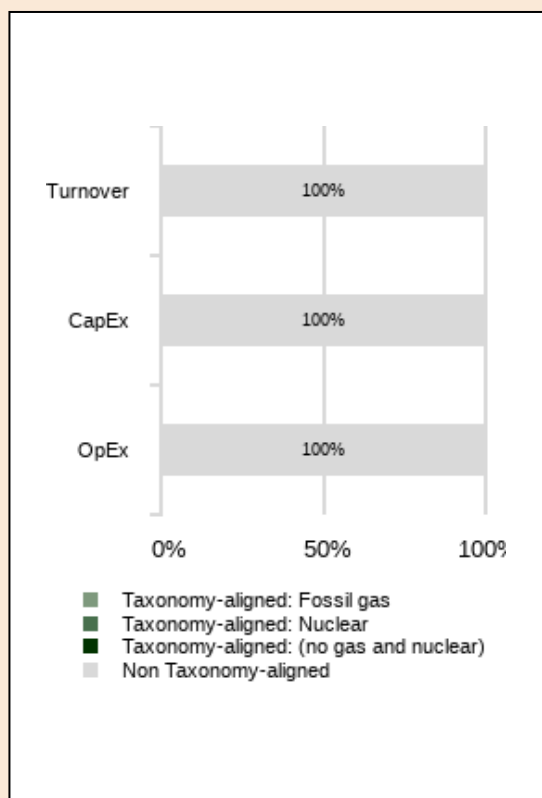 Turnover 100%
CapEx 100%
OpEx 100%
0% 50% 100%
Taxonomy-aligned: Fossil gas
Taxonomy-aligned: Nuclear
Taxonomy-aligned: (no gas and nuclear)
Non Taxonomy-aligned